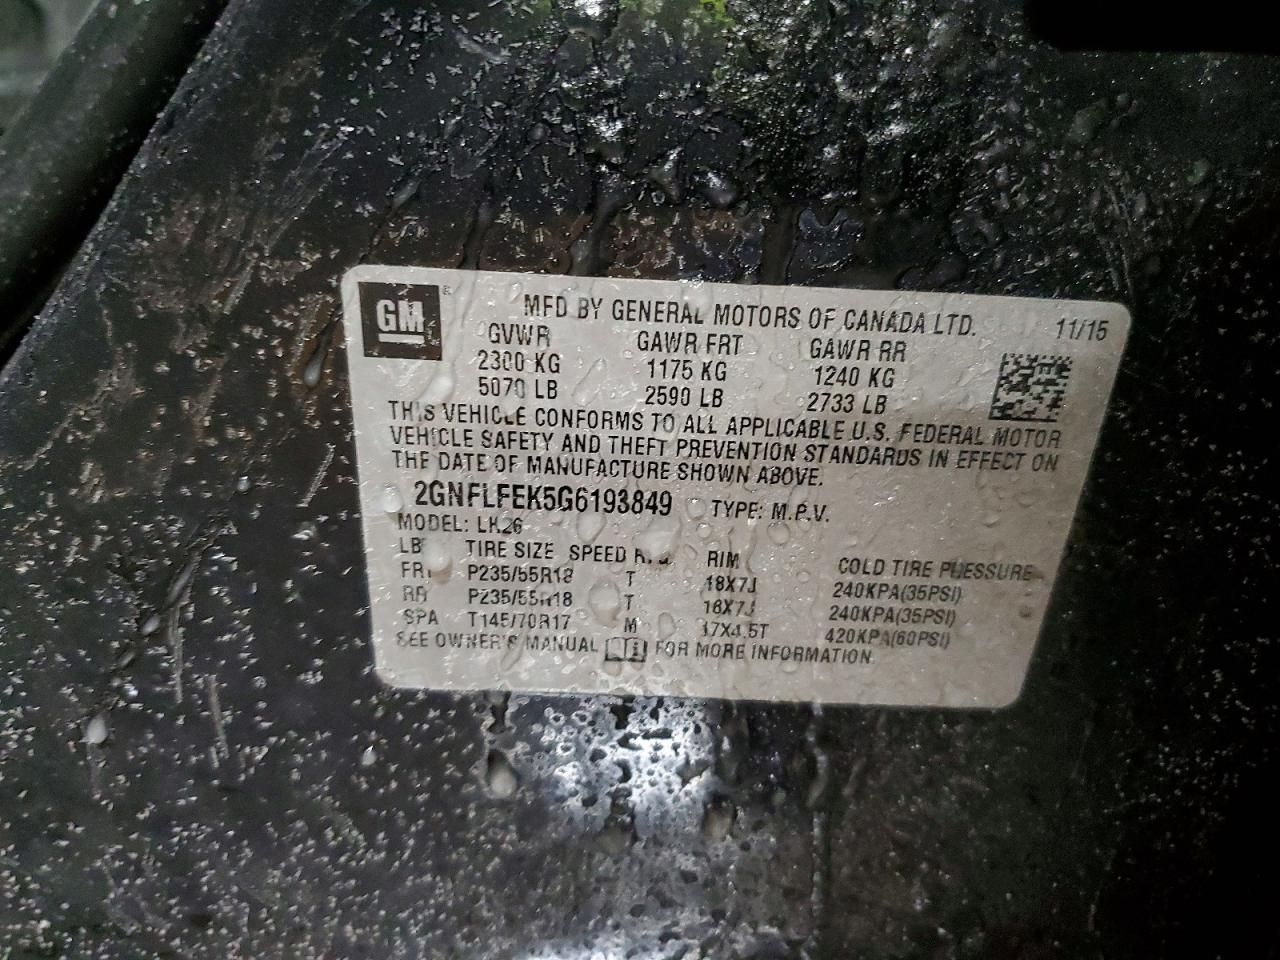 GM ®
MFD BY GENERAL MOTORS OF CANADA LTD. 11/15
GVWR GAWR FRT GAWR RR
2300 KG 1175 KG 1240 KG
5070 LB 2590 LB 2733 LB
THIS VEHICLE CONFORMS TO ALL APPLICABLE U.S. FEDERAL MOTOR
VEHICLE SAFETY AND THEFT PREVENTION STANDARDS IN EFFECT ON
THE DATE OF MANUFACTURE SHOWN ABOVE.
2GNFLFEK5G6193849 TYPE: M.P.V.
MODEL: LK26
TIRE SIZE SPEED RIM COLD TIRE PRESSURE
FRT P235/55R18 T 18X7J 240KPA(35PSI)
RR P235/55R18 T 18X7J 240KPA(35PSI)
SPA T145/70R17 M 17X4.5T 420KPA(60PSI)
SEE OWNER'S MANUAL FOR MORE INFORMATION.